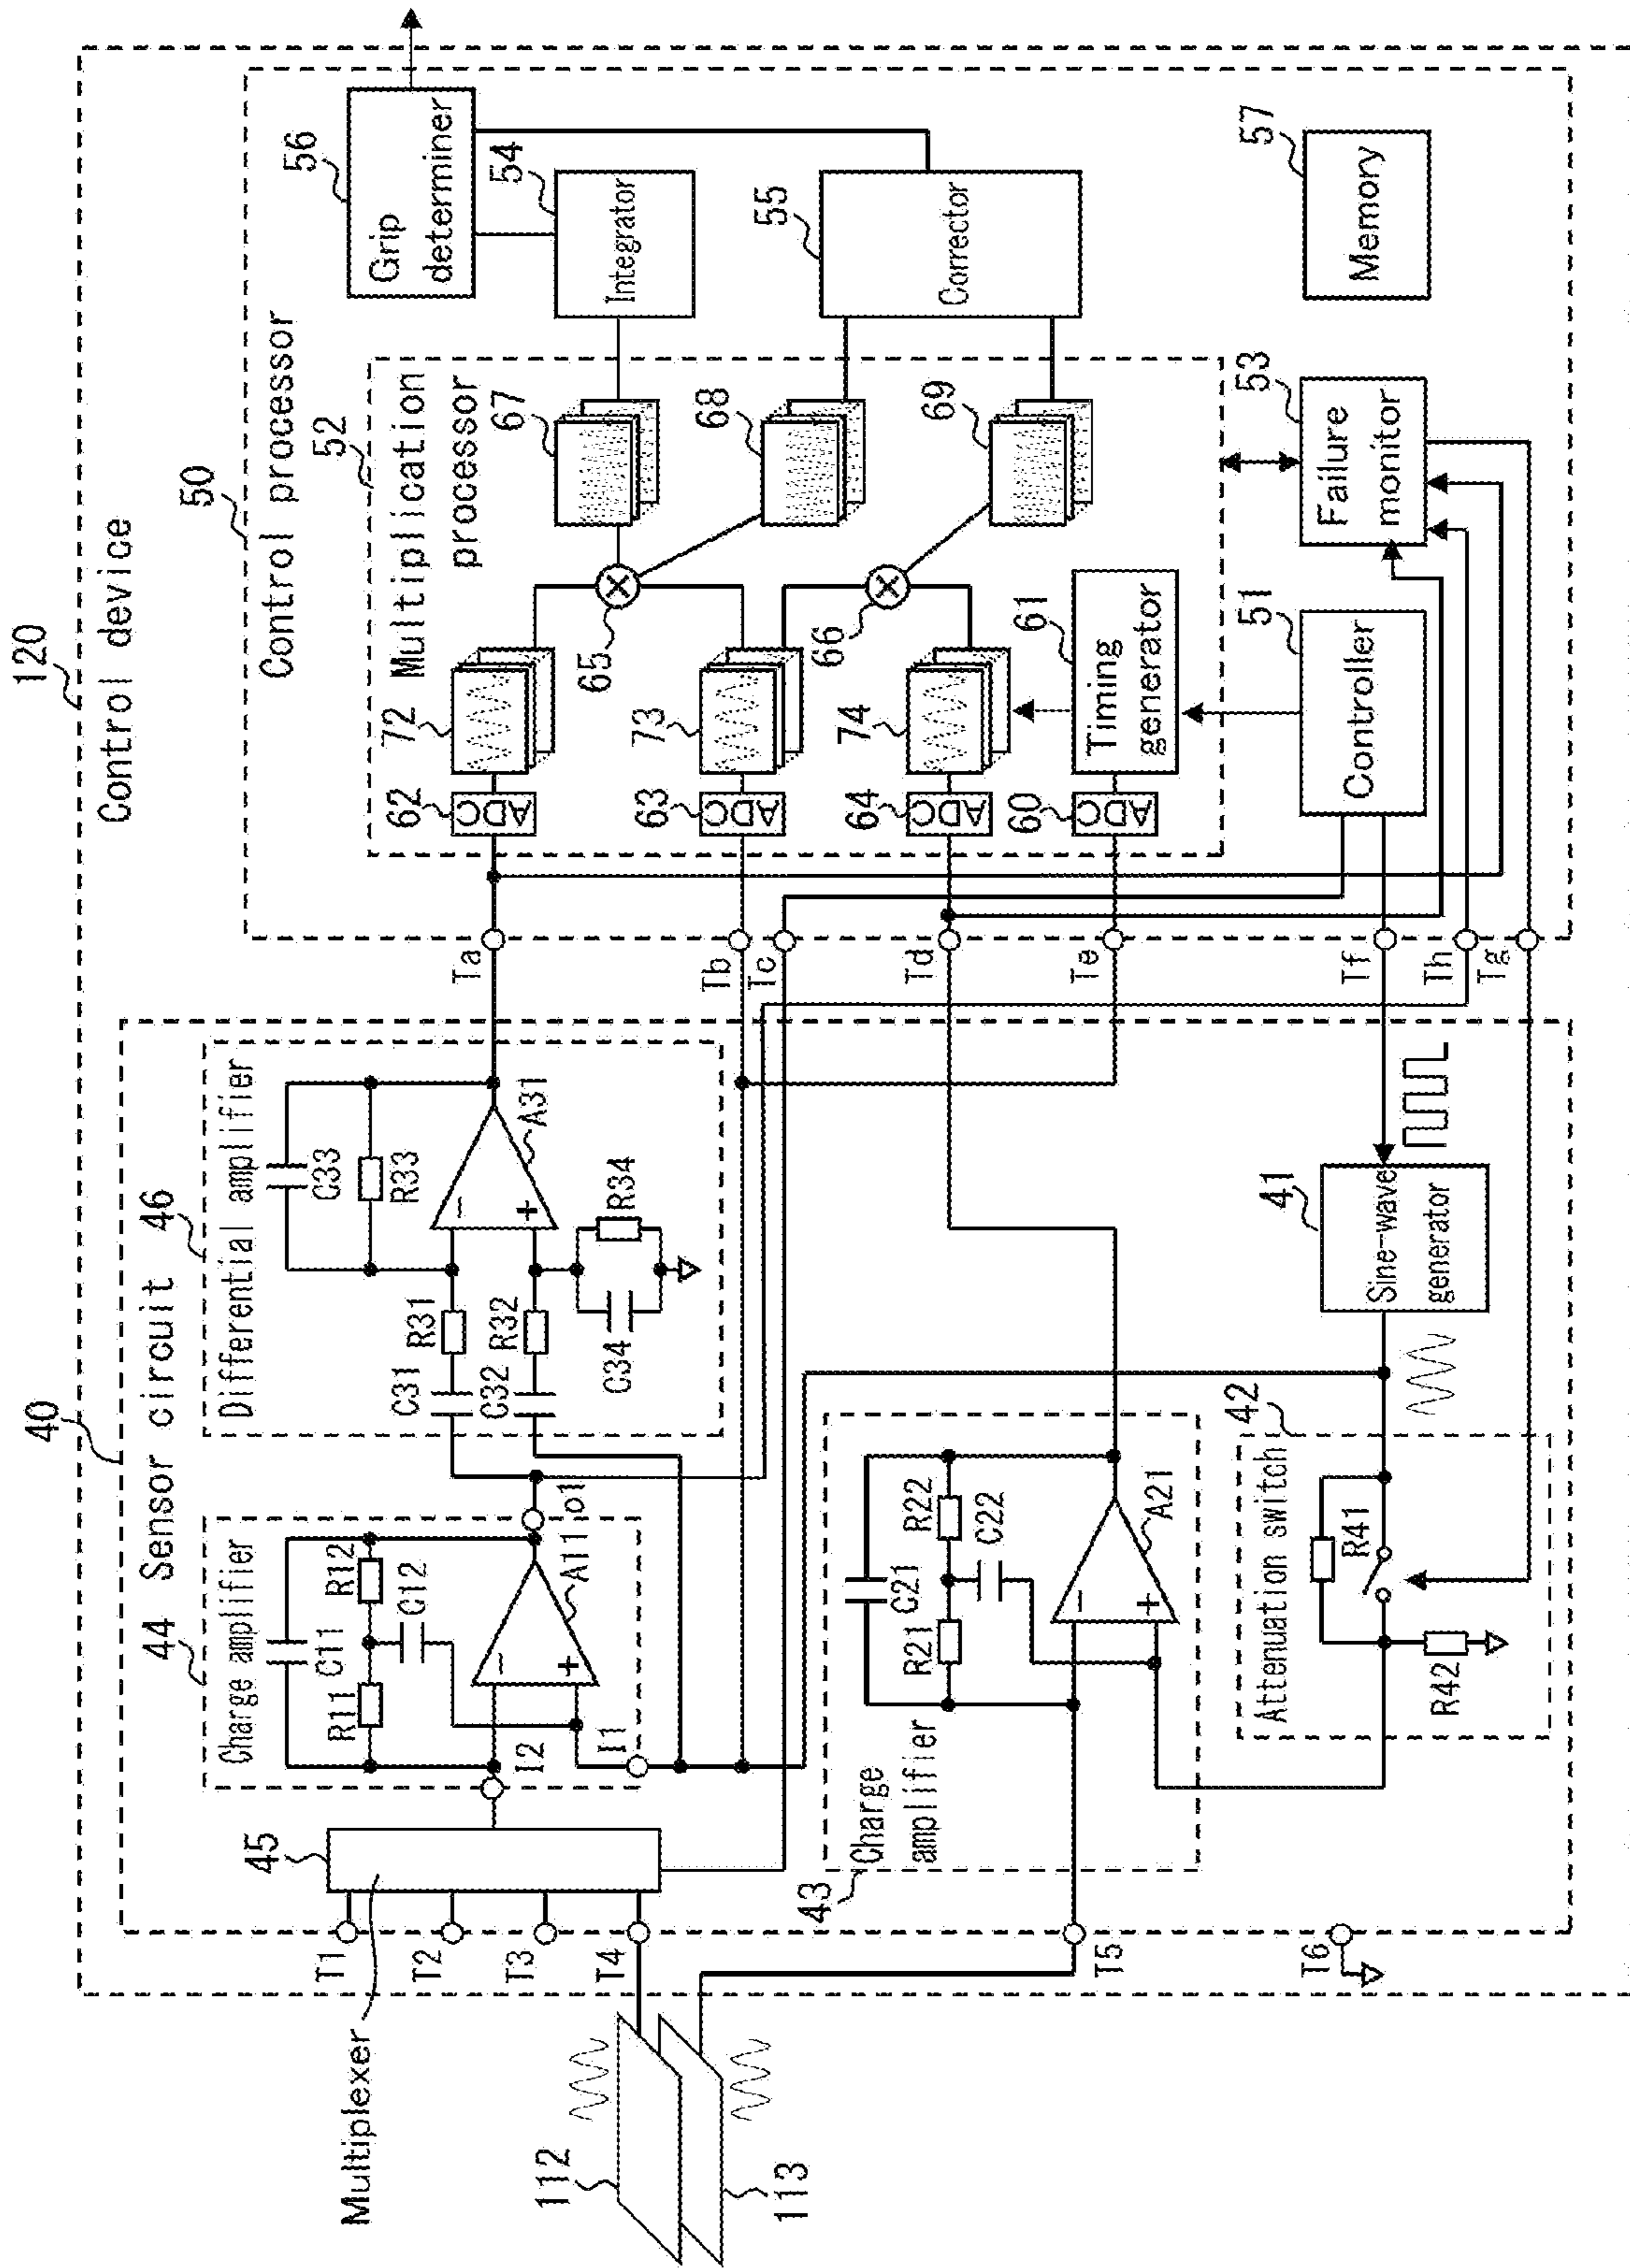 120
Control device
40
Sensor circuit
44
Charge amplifier
C11
R11
R12
C12
A11
I2
I1
o1
46
Differential amplifier
C33
R33
C31
R31
C32
R32
A31
C34
R34
45
Multiplexer
T1
T2
T3
T4
T5
T6
112
113
43
Charge
amplifier
C21
R21
R22
C22
A21
42
Attenuation switch
R41
R42
41
Sine-wave
generator
Ta
Tb
Tc
Td
Te
Tf
Th
Tg
50
Control processor
52
Multiplication
processor
62
ADC
72
63
ADC
73
64
ADC
74
60
ADC
61
Timing
generator
65
66
67
68
69
51
Controller
53
Failure
monitor
54
Integrator
55
Corrector
56
Grip
determiner
57
Memory